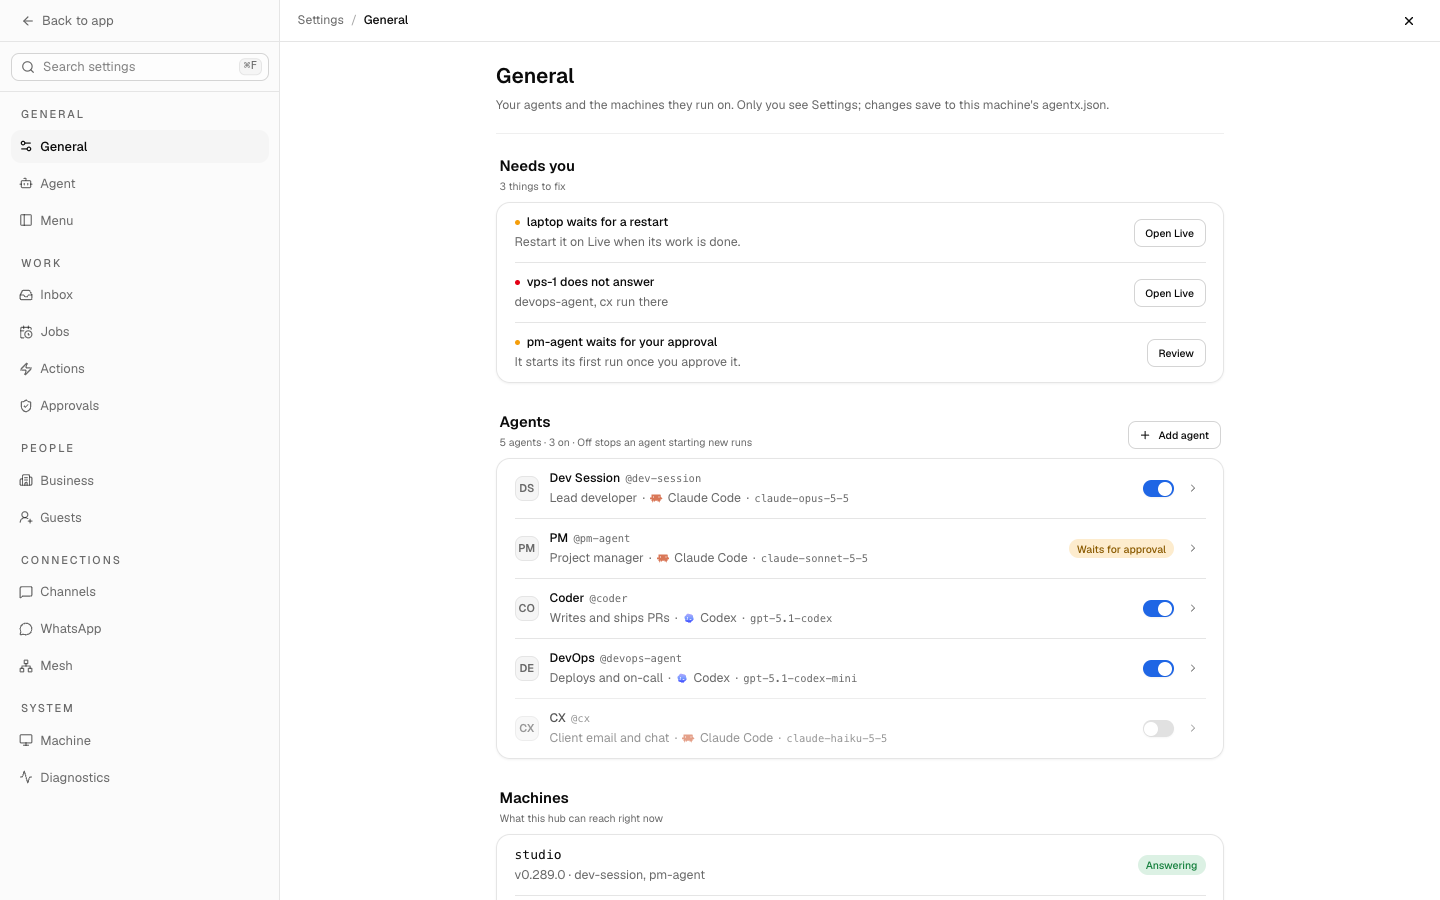 Back to app
Search settings
⌘F
GENERAL
General
Agent
Menu
WORK
Inbox
Jobs
Actions
Approvals
PEOPLE
Business
Guests
CONNECTIONS
Channels
WhatsApp
Mesh
SYSTEM
Machine
Diagnostics
Settings / General
General
Your agents and the machines they run on. Only you see Settings; changes save to this machine's agentx.json.
Needs you
3 things to fix
laptop waits for a restart
Restart it on Live when its work is done.
Open Live
vps-1 does not answer
devops-agent, cx run there
Open Live
pm-agent waits for your approval
It starts its first run once you approve it.
Review
Agents
5 agents · 3 on · Off stops an agent starting new runs
Add agent
DS
Dev Session @dev-session
Lead developer · Claude Code · claude-opus-5-5
PM
PM @pm-agent
Project manager · Claude Code · claude-sonnet-5-5
Waits for approval
CO
Coder @coder
Writes and ships PRs · Codex · gpt-5.1-codex
DE
DevOps @devops-agent
Deploys and on-call · Codex · gpt-5.1-codex-mini
CX
CX @cx
Client email and chat · Claude Code · claude-haiku-5-5
Machines
What this hub can reach right now
studio
v0.289.0 · dev-session, pm-agent
Answering